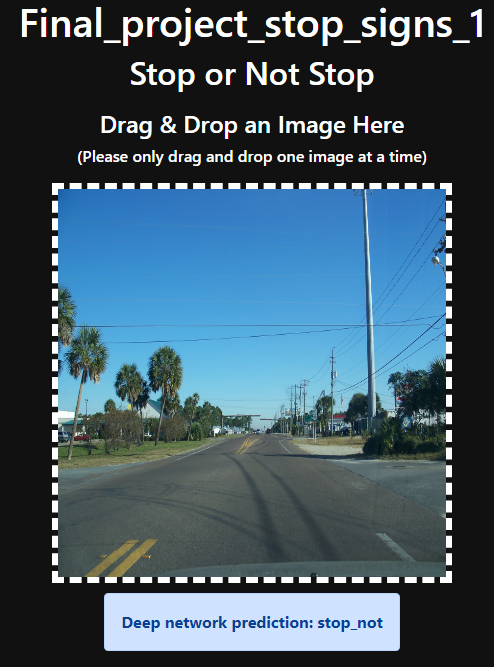 Final_project_stop_signs_1
Stop or Not Stop
Drag & Drop an Image Here
(Please only drag and drop one image at a time)
Deep network prediction: stop_not